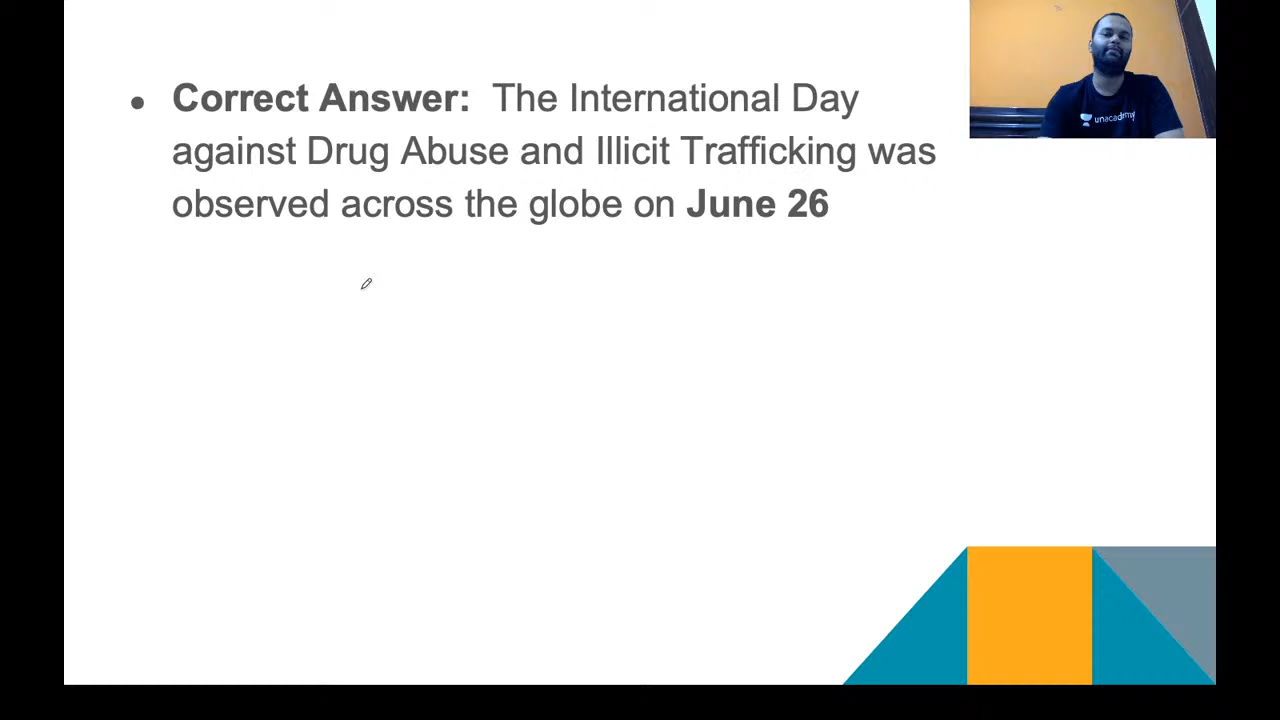 Correct Answer: The International Day
against Drug Abuse and Illicit Trafficking was
observed across the globe on June 26
unacademy